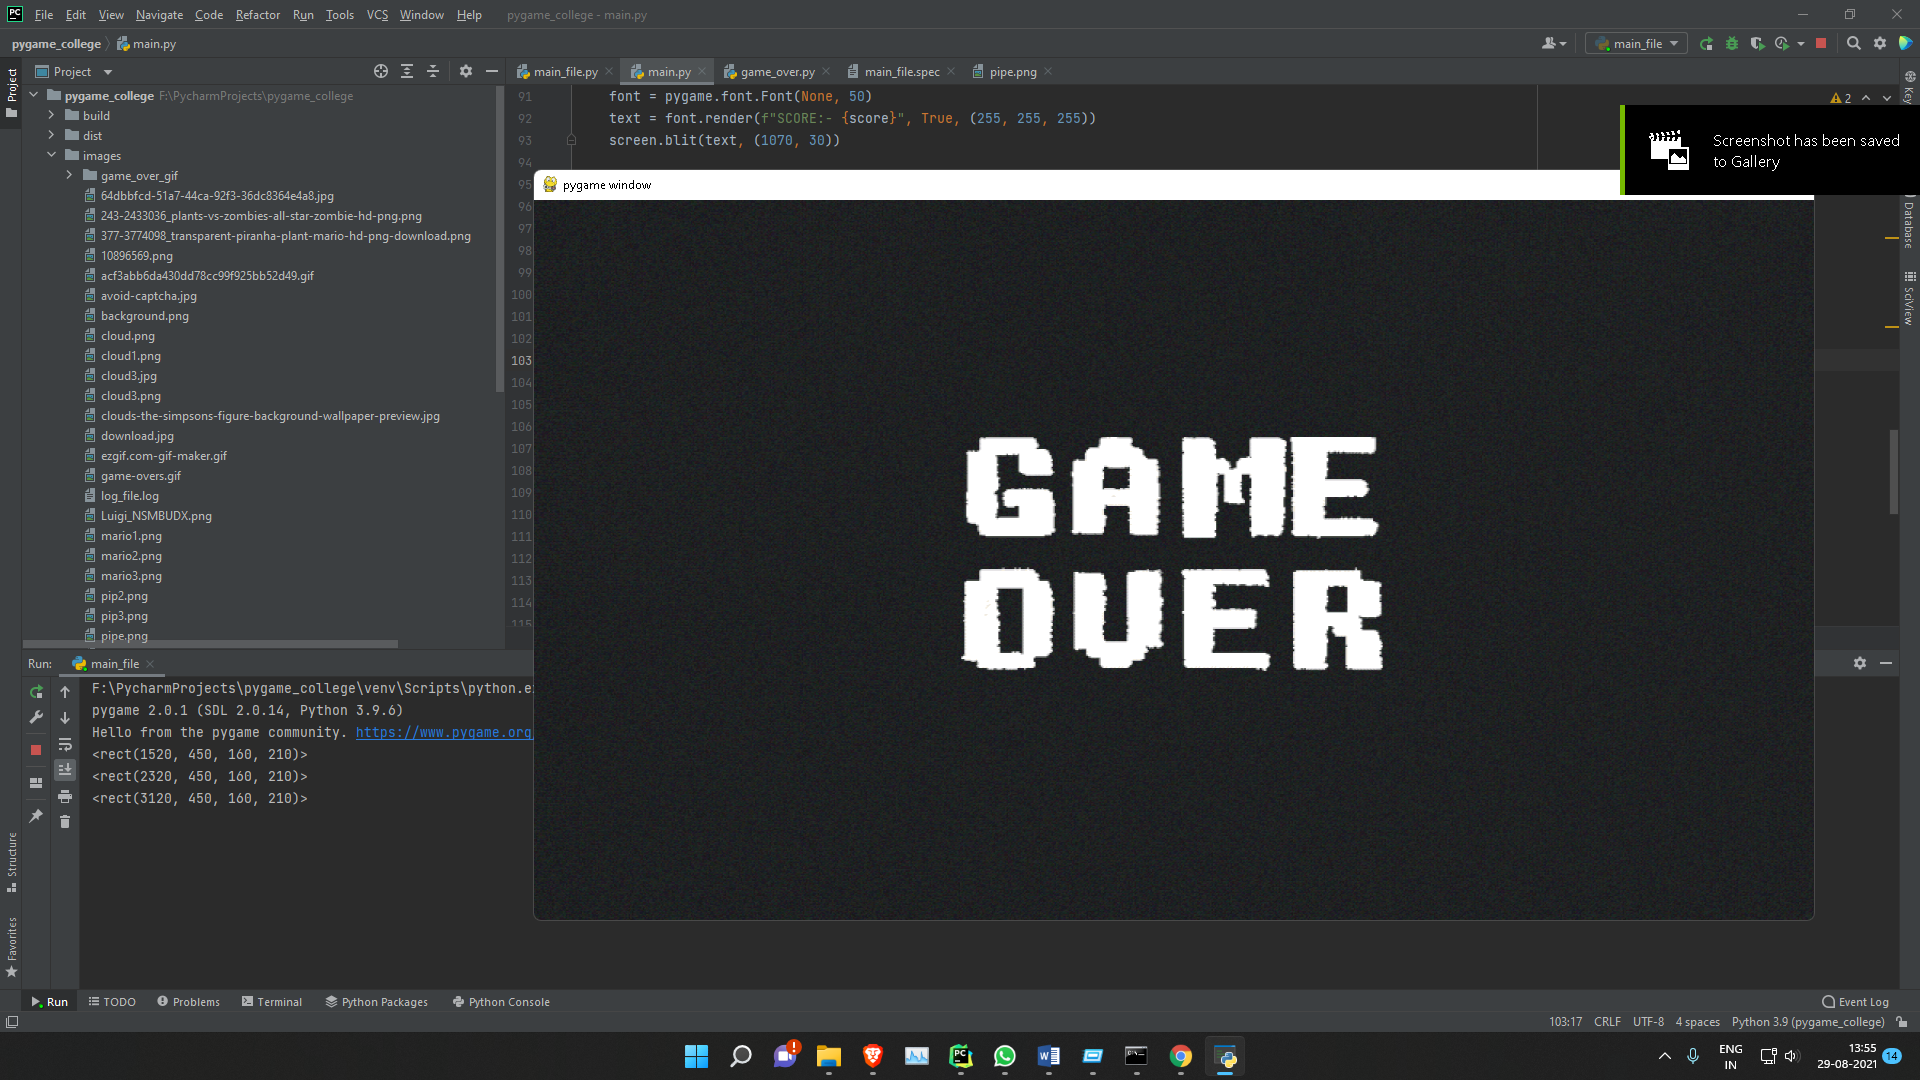 PC File Edit View Navigate Code Refactor Run Tools VCS Window Help pygame_college - main.py
pygame_college main.py main_file
Project
Project
main_file.py main.py game_over.py main_file.spec pipe.png
pygame_college F:\PycharmProjects\pygame_college
build
dist
images
game_over_gif
64dbbfcd-51a7-44ca-92f3-36dc8364e4a8.jpg
243-2433036_plants-vs-zombies-all-star-zombie-hd-png.png
377-3774098_transparent-piranha-plant-mario-hd-png-download.png
10896569.png
acf3abb6da430dd78cc99f925bb52d49.gif
avoid-captcha.jpg
background.png
cloud.png
cloud1.png
cloud3.jpg
cloud3.png
clouds-the-simpsons-figure-background-wallpaper-preview.jpg
download.jpg
ezgif.com-gif-maker.gif
game-overs.gif
log_file.log
Luigi_NSMBUDX.png
mario1.png
mario2.png
mario3.png
pip2.png
pip3.png
pipe.png
91 font = pygame.font.Font(None, 50)
92 text = font.render(f"SCORE:- {score}", True, (255, 255, 255))
93 screen.blit(text, (1070, 30))
94
95
96
97
98
99
100
101
102
103
104
105
106
107
108
109
110
111
112
113
114
115
2
Key
Database
SciView
Screenshot has been saved
to Gallery
pygame window
GAME
OVER
Run: main_file
F:\PycharmProjects\pygame_college\venv\Scripts\python.e
pygame 2.0.1 (SDL 2.0.14, Python 3.9.6)
Hello from the pygame community. https://www.pygame.org
<rect(1520, 450, 160, 210)>
<rect(2320, 450, 160, 210)>
<rect(3120, 450, 160, 210)>
Structure
Favorites
Run TODO Problems Terminal Python Packages Python Console Event Log
103:17 CRLF UTF-8 4 spaces Python 3.9 (pygame_college)
ENG
IN
13:55
29-08-2021
14